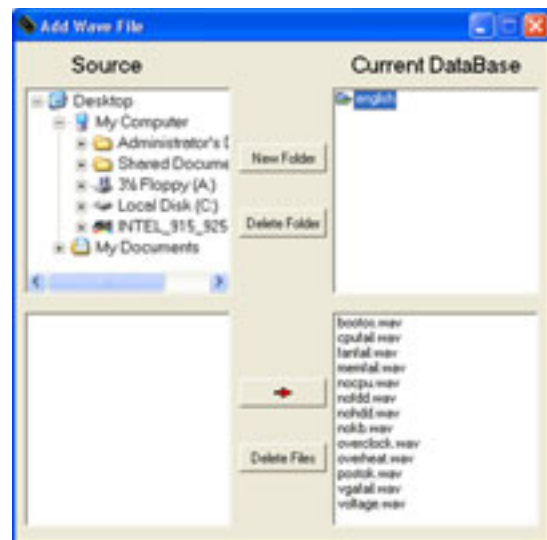 Add Wave File
Source
Current DataBase
Desktop
My Computer
Administrator's D
Shared Docume
3½ Floppy (A:)
Local Disk (C:)
INTEL_915_925
My Documents
english
New Folder
Delete Folder
Delete Files
bootos.wav
cpufail.wav
fanfail.wav
memfail.wav
nocpu.wav
nofdd.wav
nohdd.wav
nokb.wav
overclock.wav
overheat.wav
postok.wav
vgafail.wav
voltage.wav